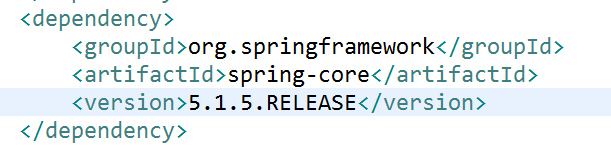 <dependency>
<groupId>org.springframework</groupId>
<artifactId>spring-core</artifactId>
<version>5.1.5.RELEASE</version>
</dependency>